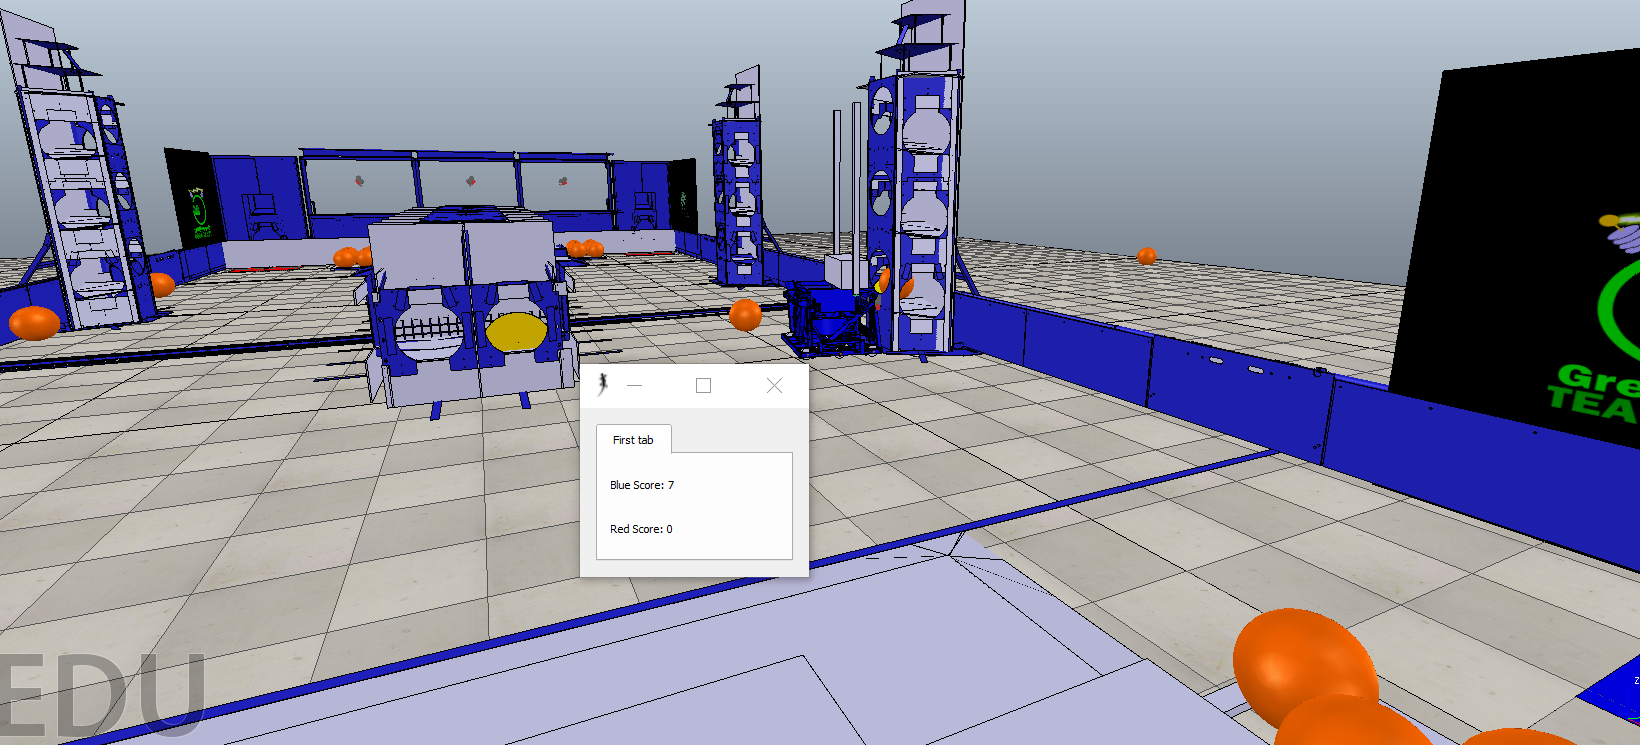 First tab
Blue Score: 7
Red Score: 0
Gre
TEA
EDU
Z